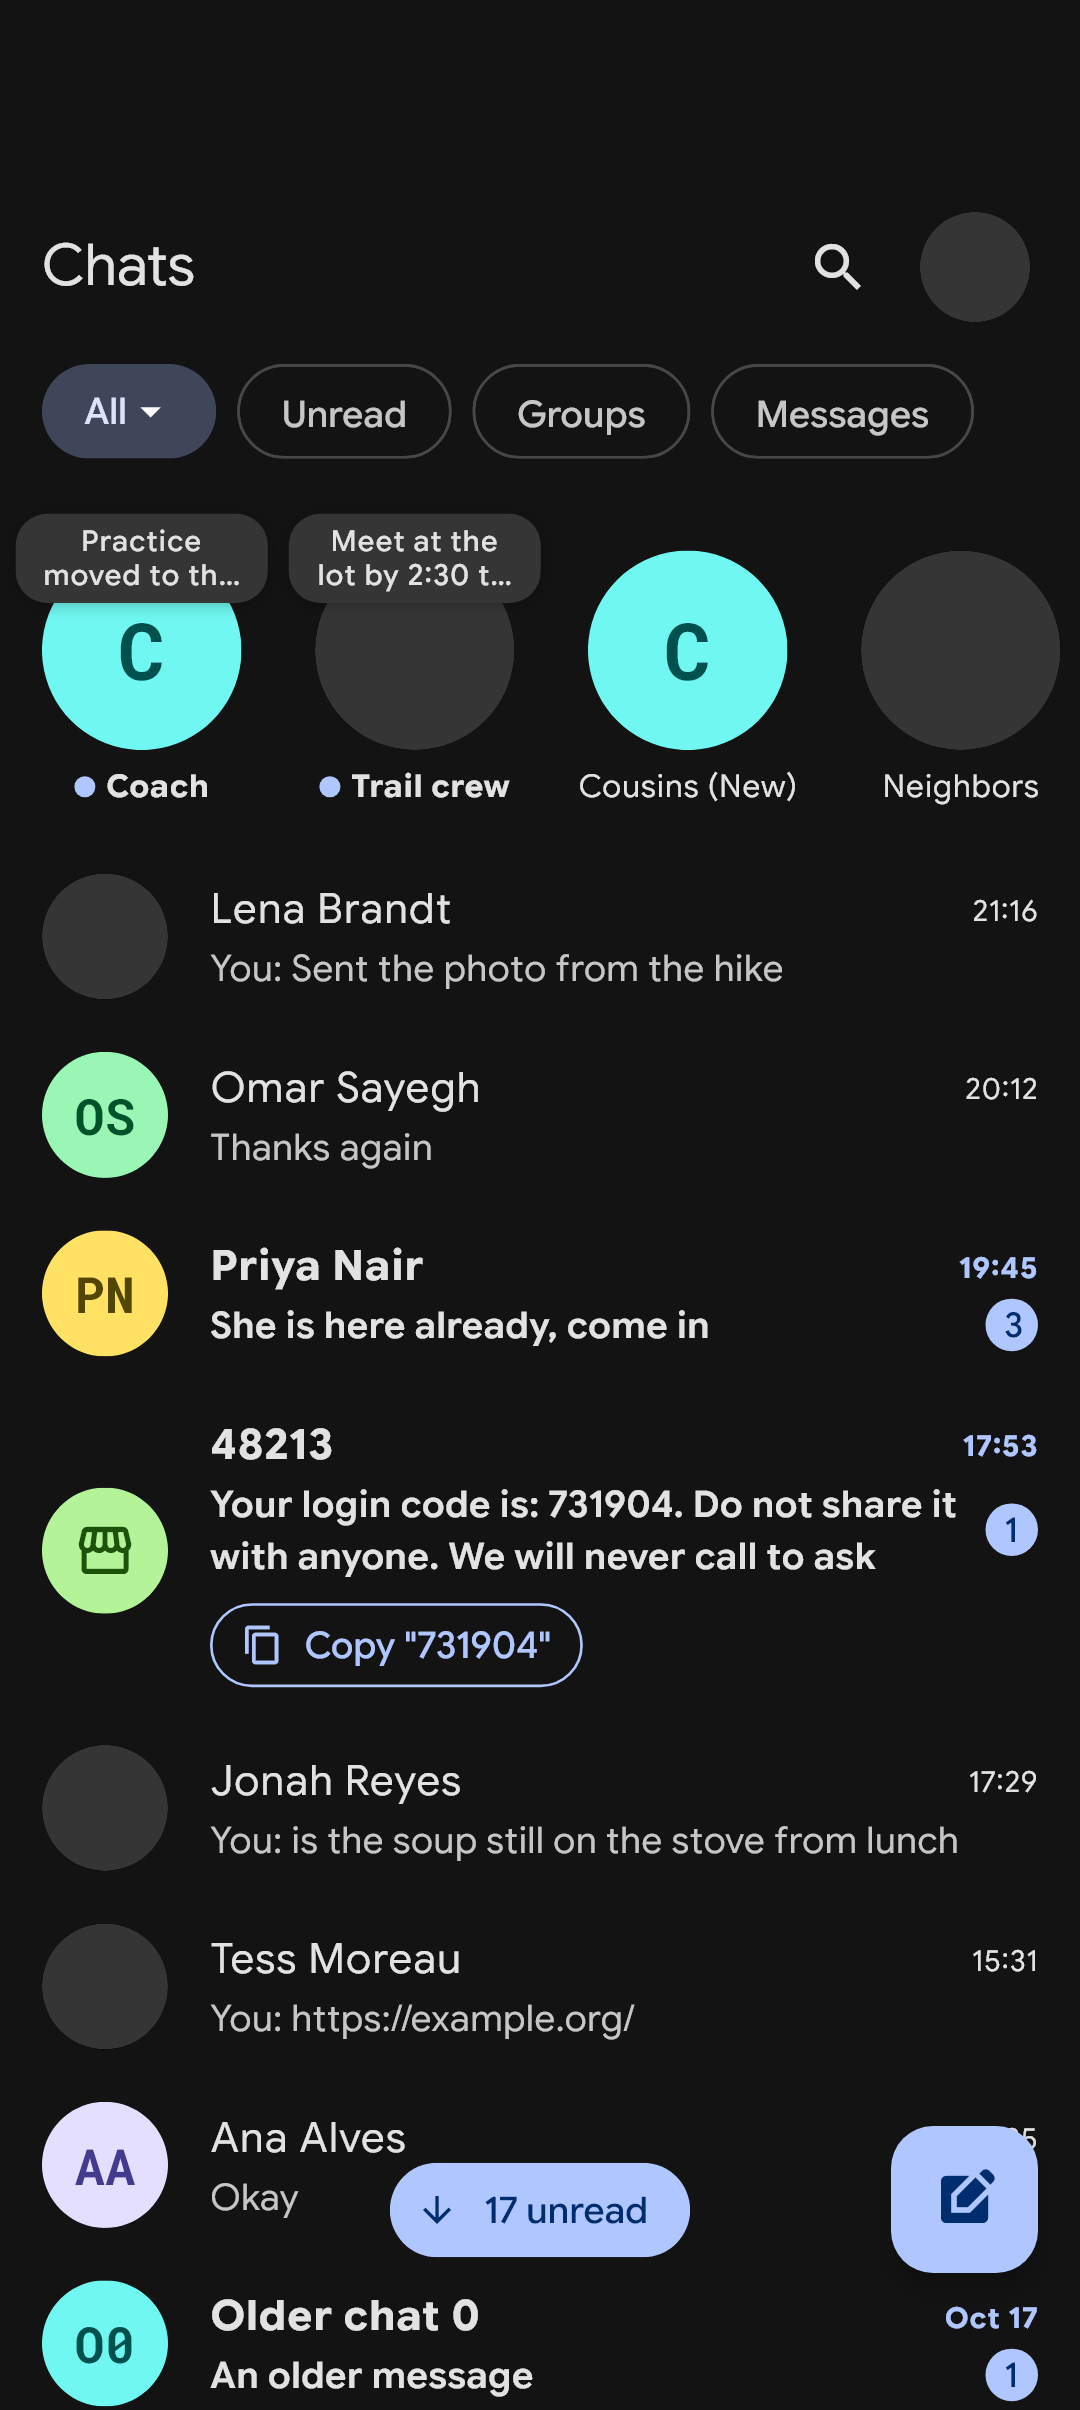 Chats
All
Unread
Groups
Messages
Practice
moved to th...
Meet at the
lot by 2:30 t...
C
C
Coach
Trail crew
Cousins (New)
Neighbors
Lena Brandt
21:16
You: Sent the photo from the hike
OS
Omar Sayegh
20:12
Thanks again
PN
Priya Nair
19:45
She is here already, come in
3
48213
17:53
Your login code is: 731904. Do not share it
with anyone. We will never call to ask
1
Copy "731904"
Jonah Reyes
17:29
You: is the soup still on the stove from lunch
Tess Moreau
15:31
You: https://example.org/
AA
Ana Alves
Okay
17 unread
O0
Older chat 0
Oct 17
An older message
1